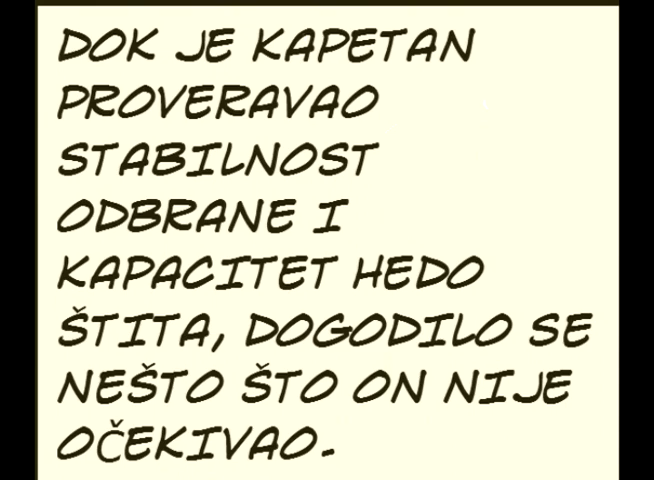 DOK JE KAPETAN
PROVERAVAO
STABILNOST
ODBRANE I
KAPACITET HEDO
ŠTITA, DOGODILO SE
NEŠTO ŠTO ON NIJE
OČEKIVAO.